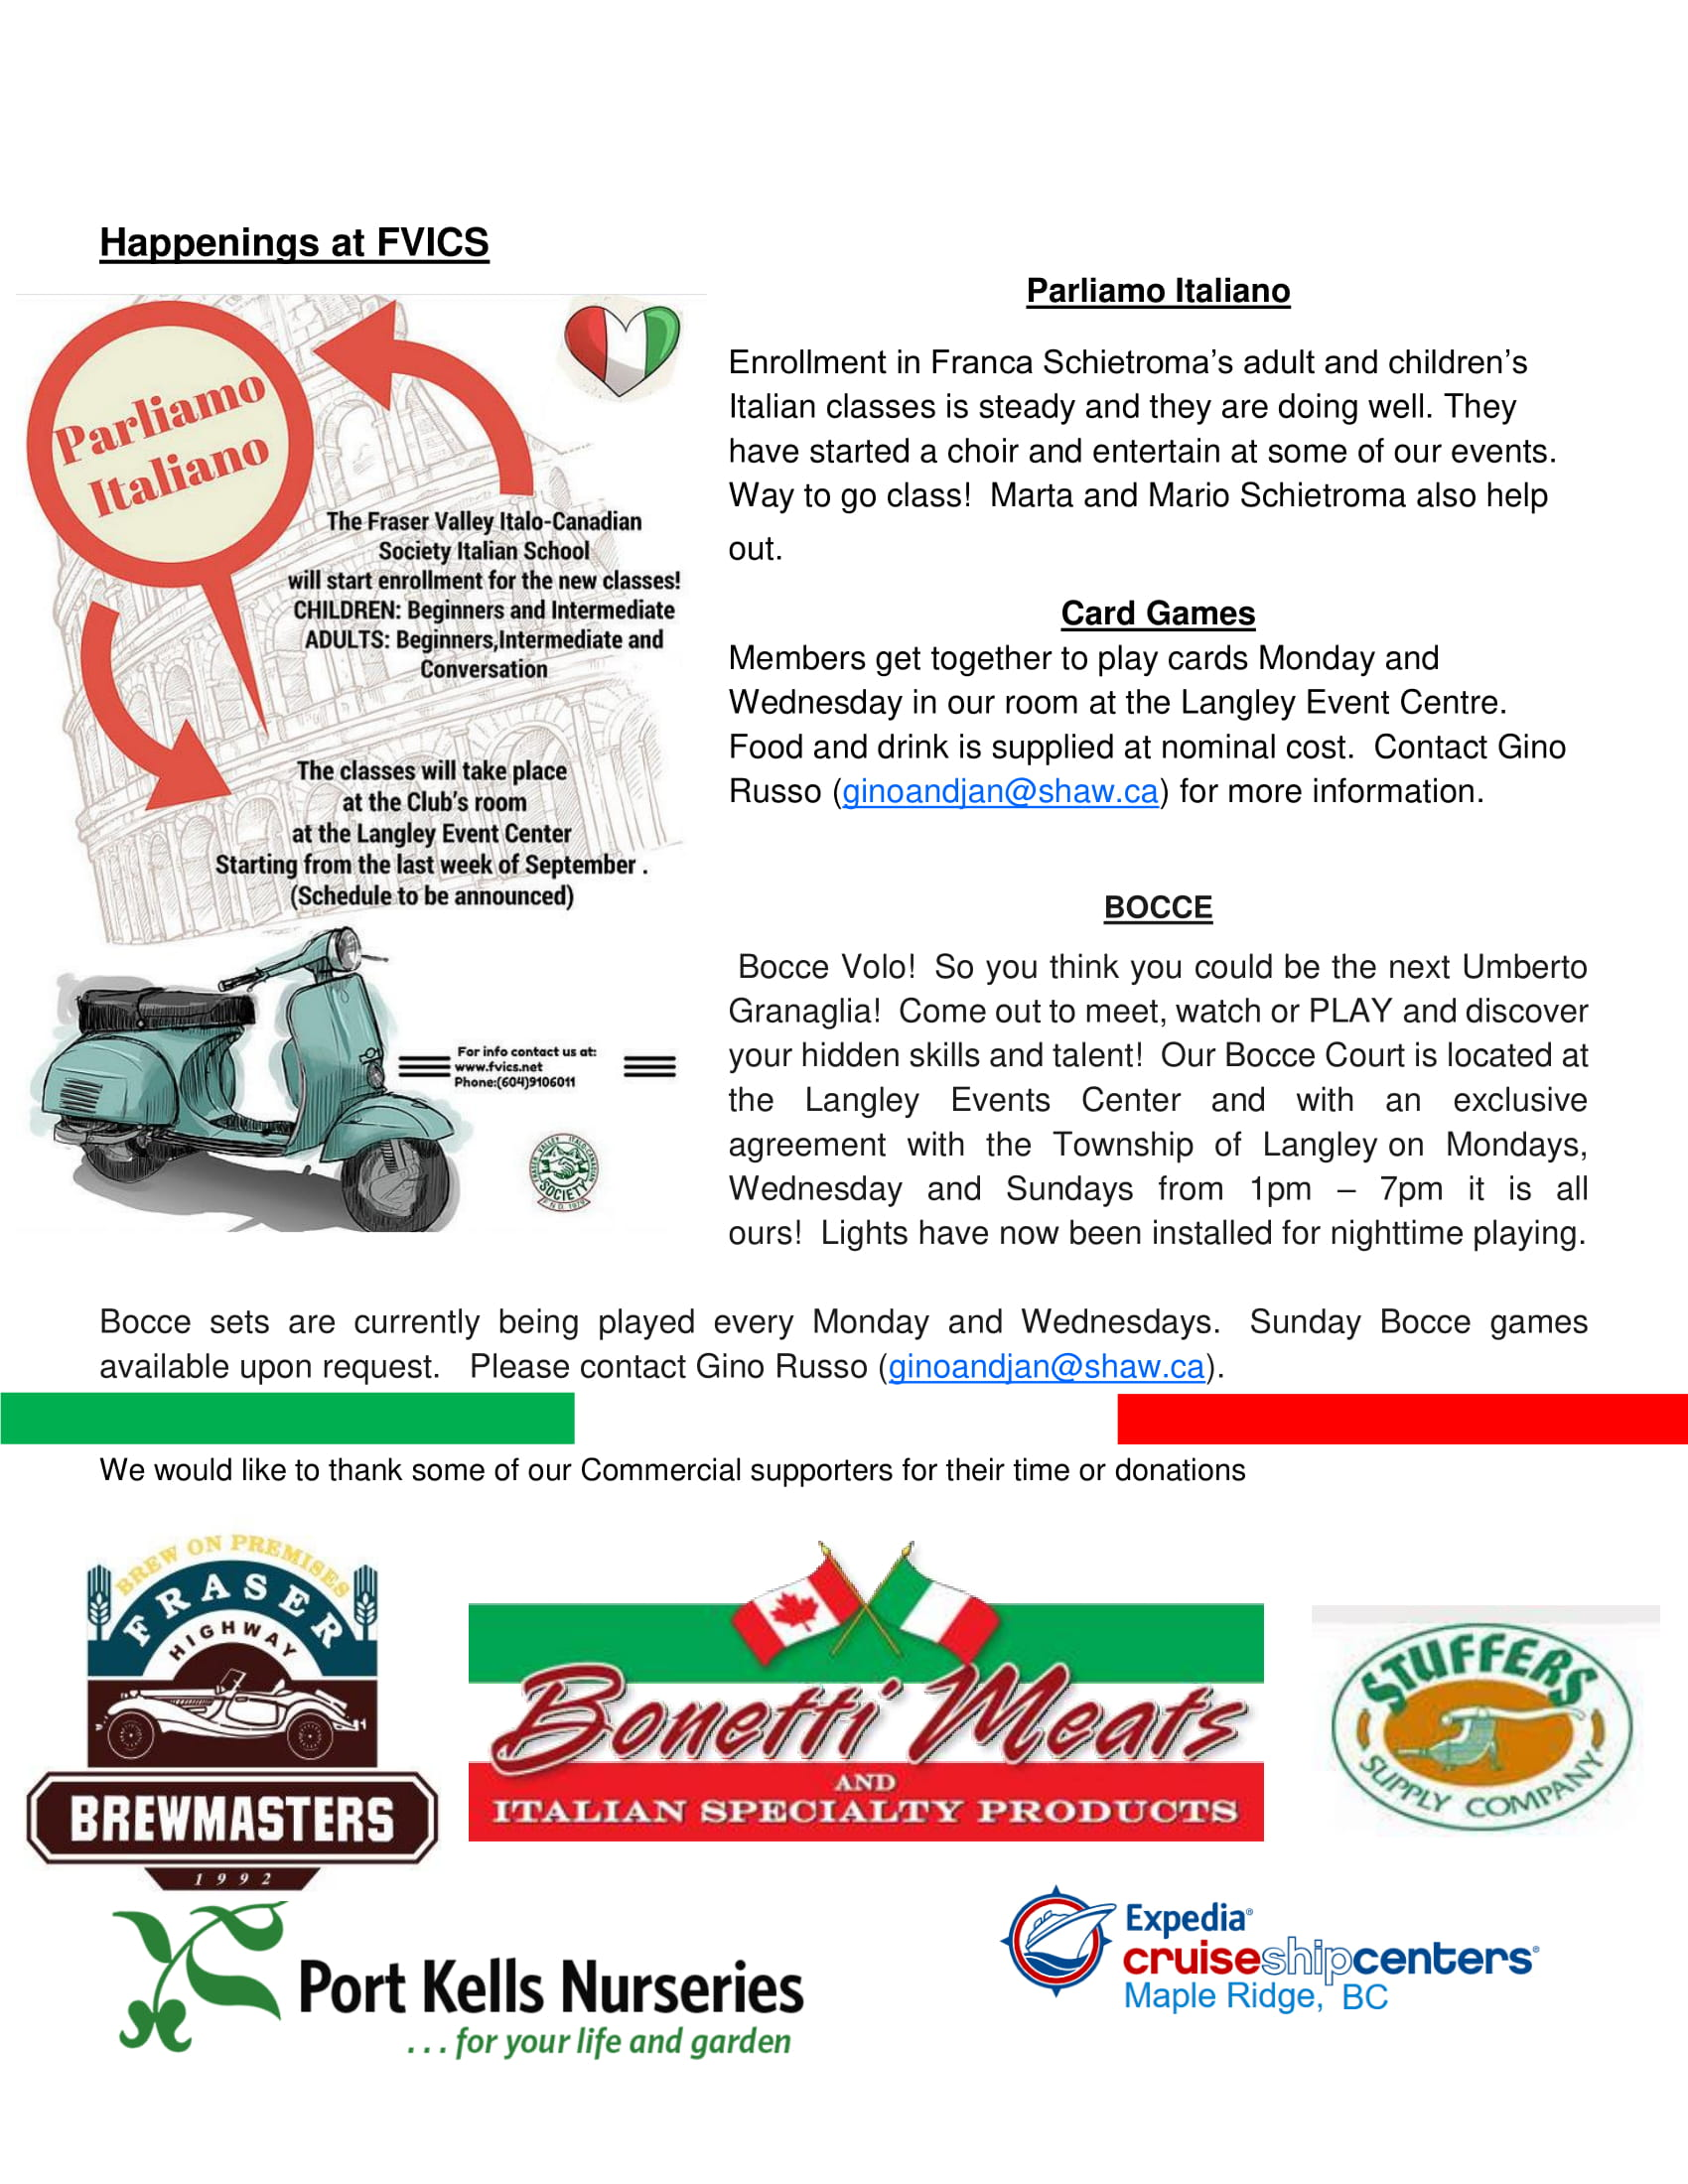 Happenings at FVICS
Parliamo
Italiano
The Fraser Valley Italo-Canadian
Society Italian School
will start enrollment for the new classes!
CHILDREN: Beginners and Intermediate
ADULTS: Beginners,Intermediate and
Conversation
The classes will take place
at the Club's room
at the Langley Event Center
Starting from the last week of September .
(Schedule to be announced)
For info contact us at:
www.fvics.net
Phone:(604)9106011
FRASER VALLEY ITALO CANADIAN
SOCIETY
Parliamo Italiano
Enrollment in Franca Schietroma’s adult and children’s
Italian classes is steady and they are doing well. They
have started a choir and entertain at some of our events.
Way to go class!  Marta and Mario Schietroma also help
out.
Card Games
Members get together to play cards Monday and
Wednesday in our room at the Langley Event Centre.
Food and drink is supplied at nominal cost.  Contact Gino
Russo (ginoandjan@shaw.ca) for more information.
BOCCE
Bocce Volo!  So you think you could be the next Umberto
Granaglia!  Come out to meet, watch or PLAY and discover
your hidden skills and talent!  Our Bocce Court is located at
the Langley Events Center and with an exclusive
agreement with the Township of Langley on Mondays,
Wednesday and Sundays from 1pm – 7pm it is all
ours!  Lights have now been installed for nighttime playing.
Bocce sets are currently being played every Monday and Wednesdays.  Sunday Bocce games
available upon request.   Please contact Gino Russo (ginoandjan@shaw.ca).
We would like to thank some of our Commercial supporters for their time or donations
BREW ON PREMISES
FRASER
HIGHWAY
BREWMASTERS
1992
Bonetti Meats
AND
ITALIAN SPECIALTY PRODUCTS
STUFFERS
SUPPLY COMPANY
Port Kells Nurseries
. . . for your life and garden
Expedia®
cruiseshipcenters®
Maple Ridge, BC